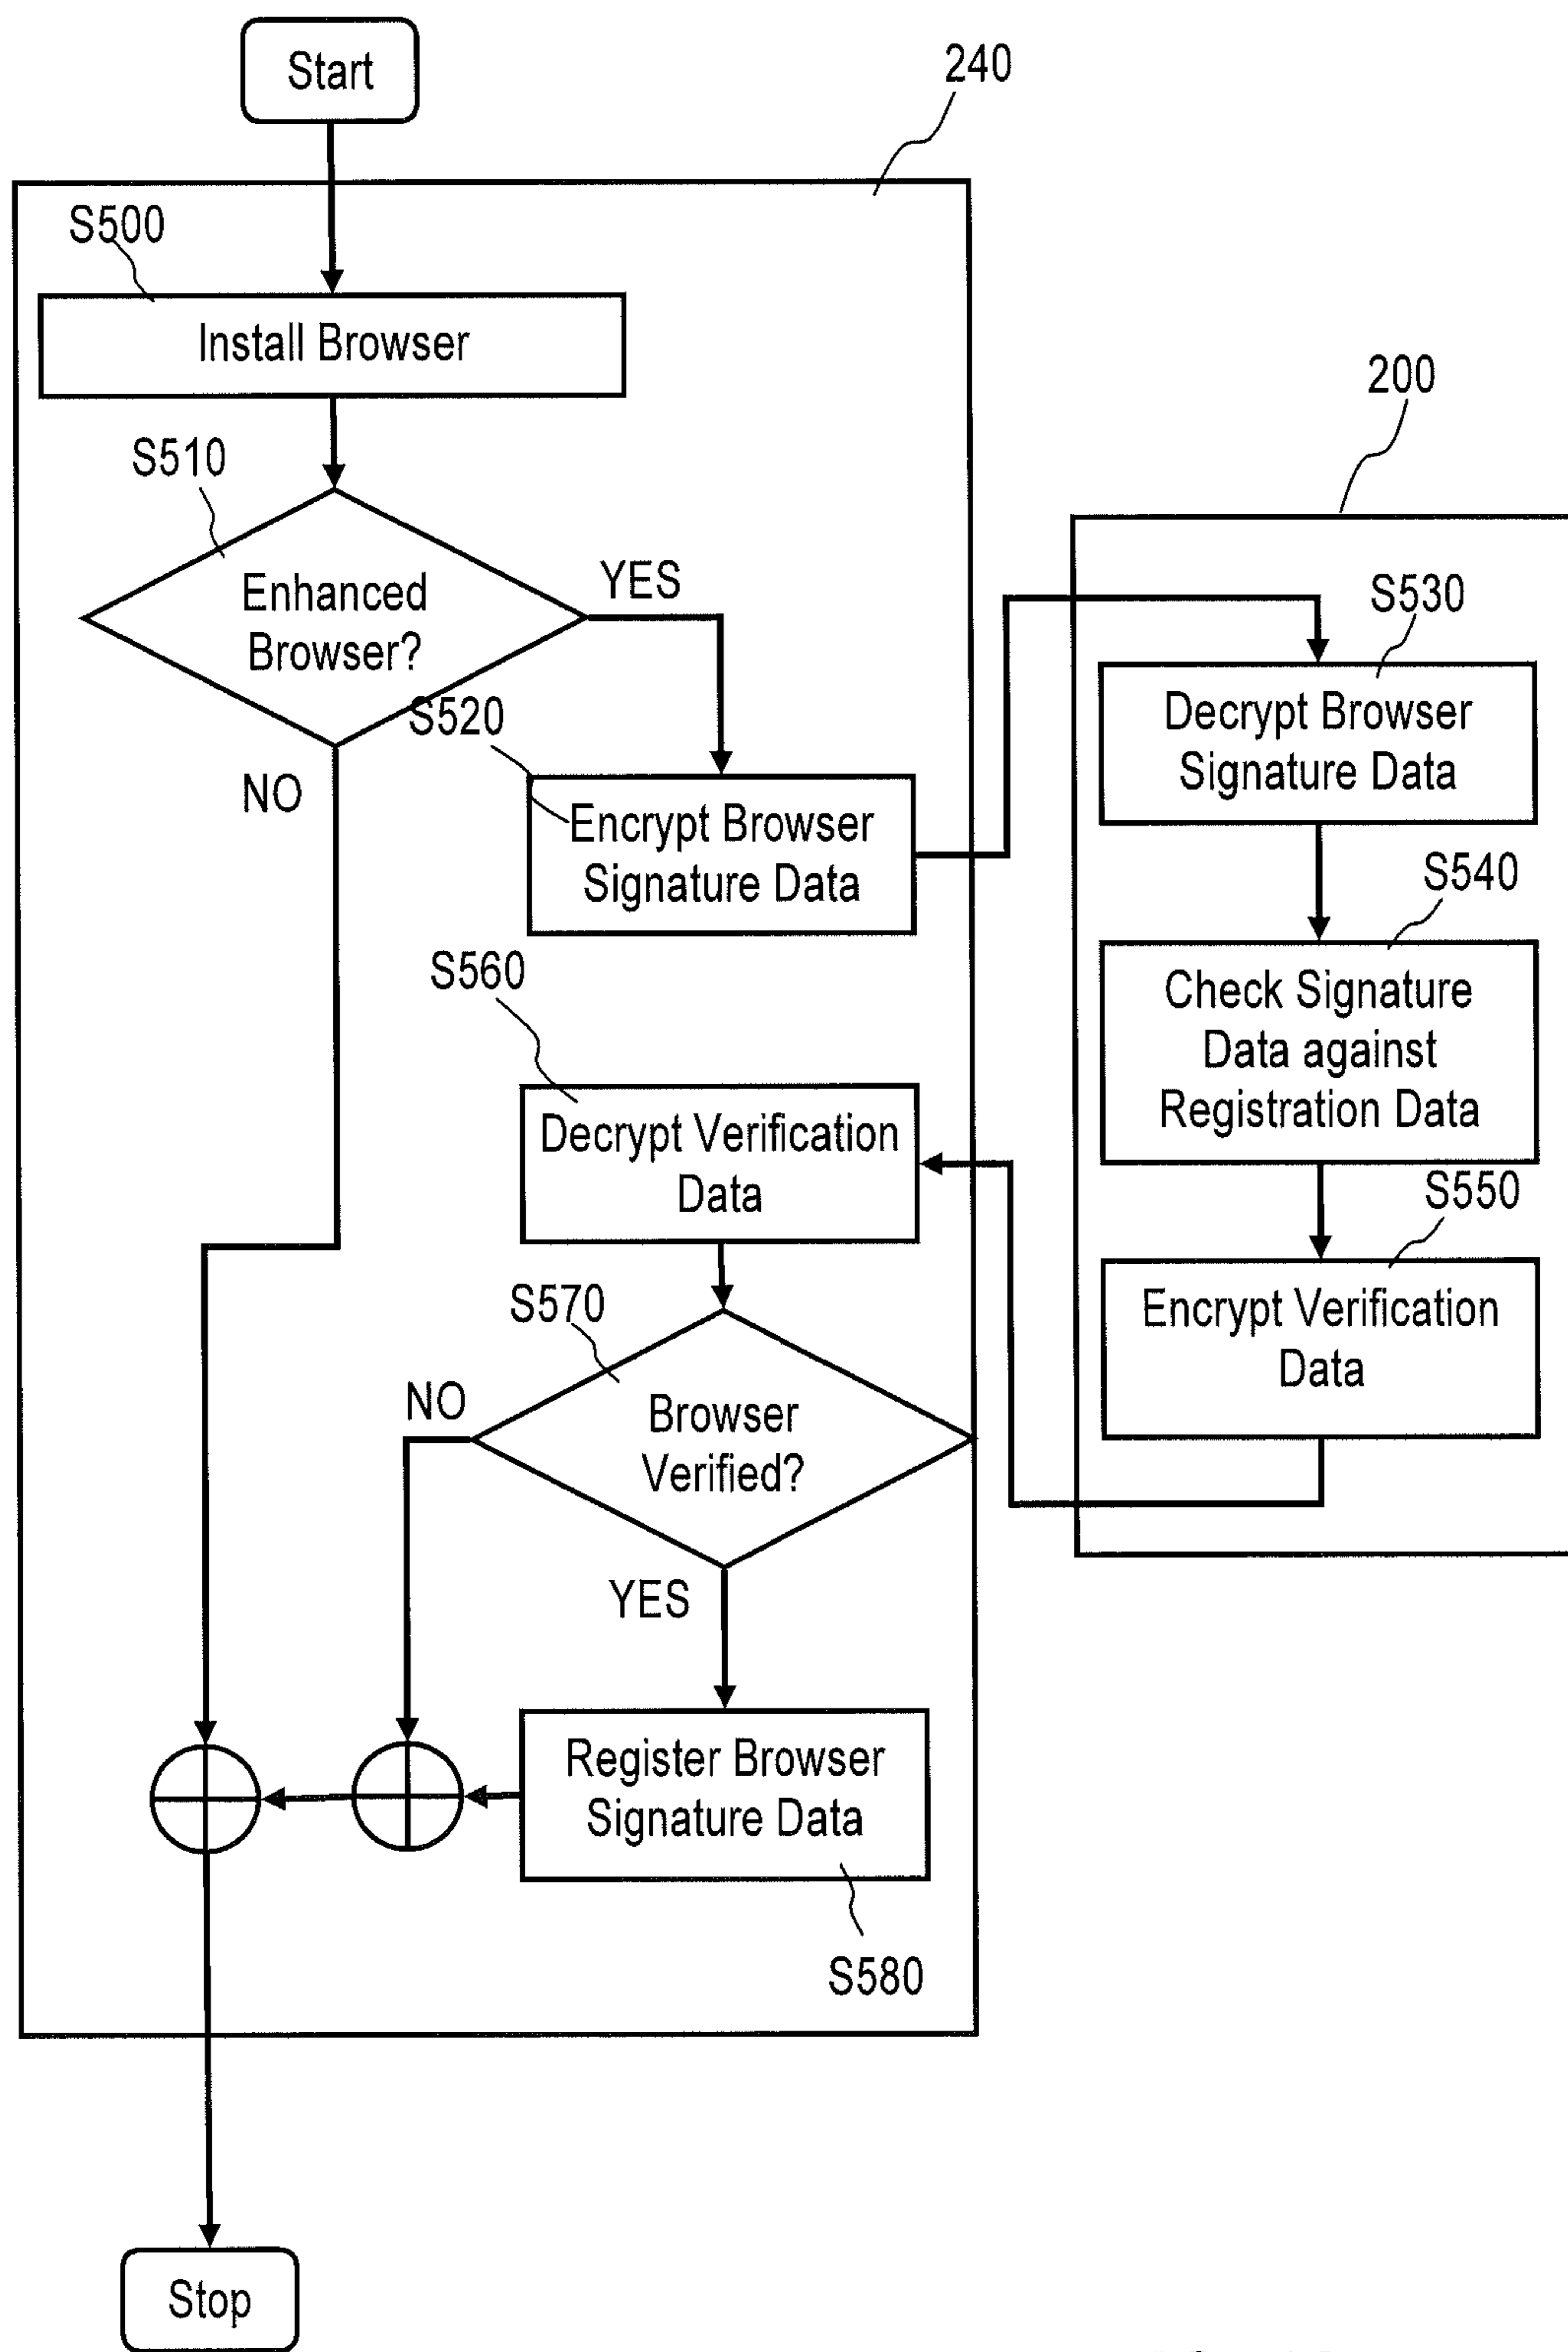 Start
240
S500
Install Browser
200
S510
Enhanced
Browser?
YES
NO
S520
Encrypt Browser
Signature Data
S530
Decrypt Browser
Signature Data
S540
Check Signature
Data against
Registration Data
S550
Encrypt Verification
Data
S560
Decrypt Verification
Data
S570
Browser
Verified?
NO
YES
Register Browser
Signature Data
S580
Stop